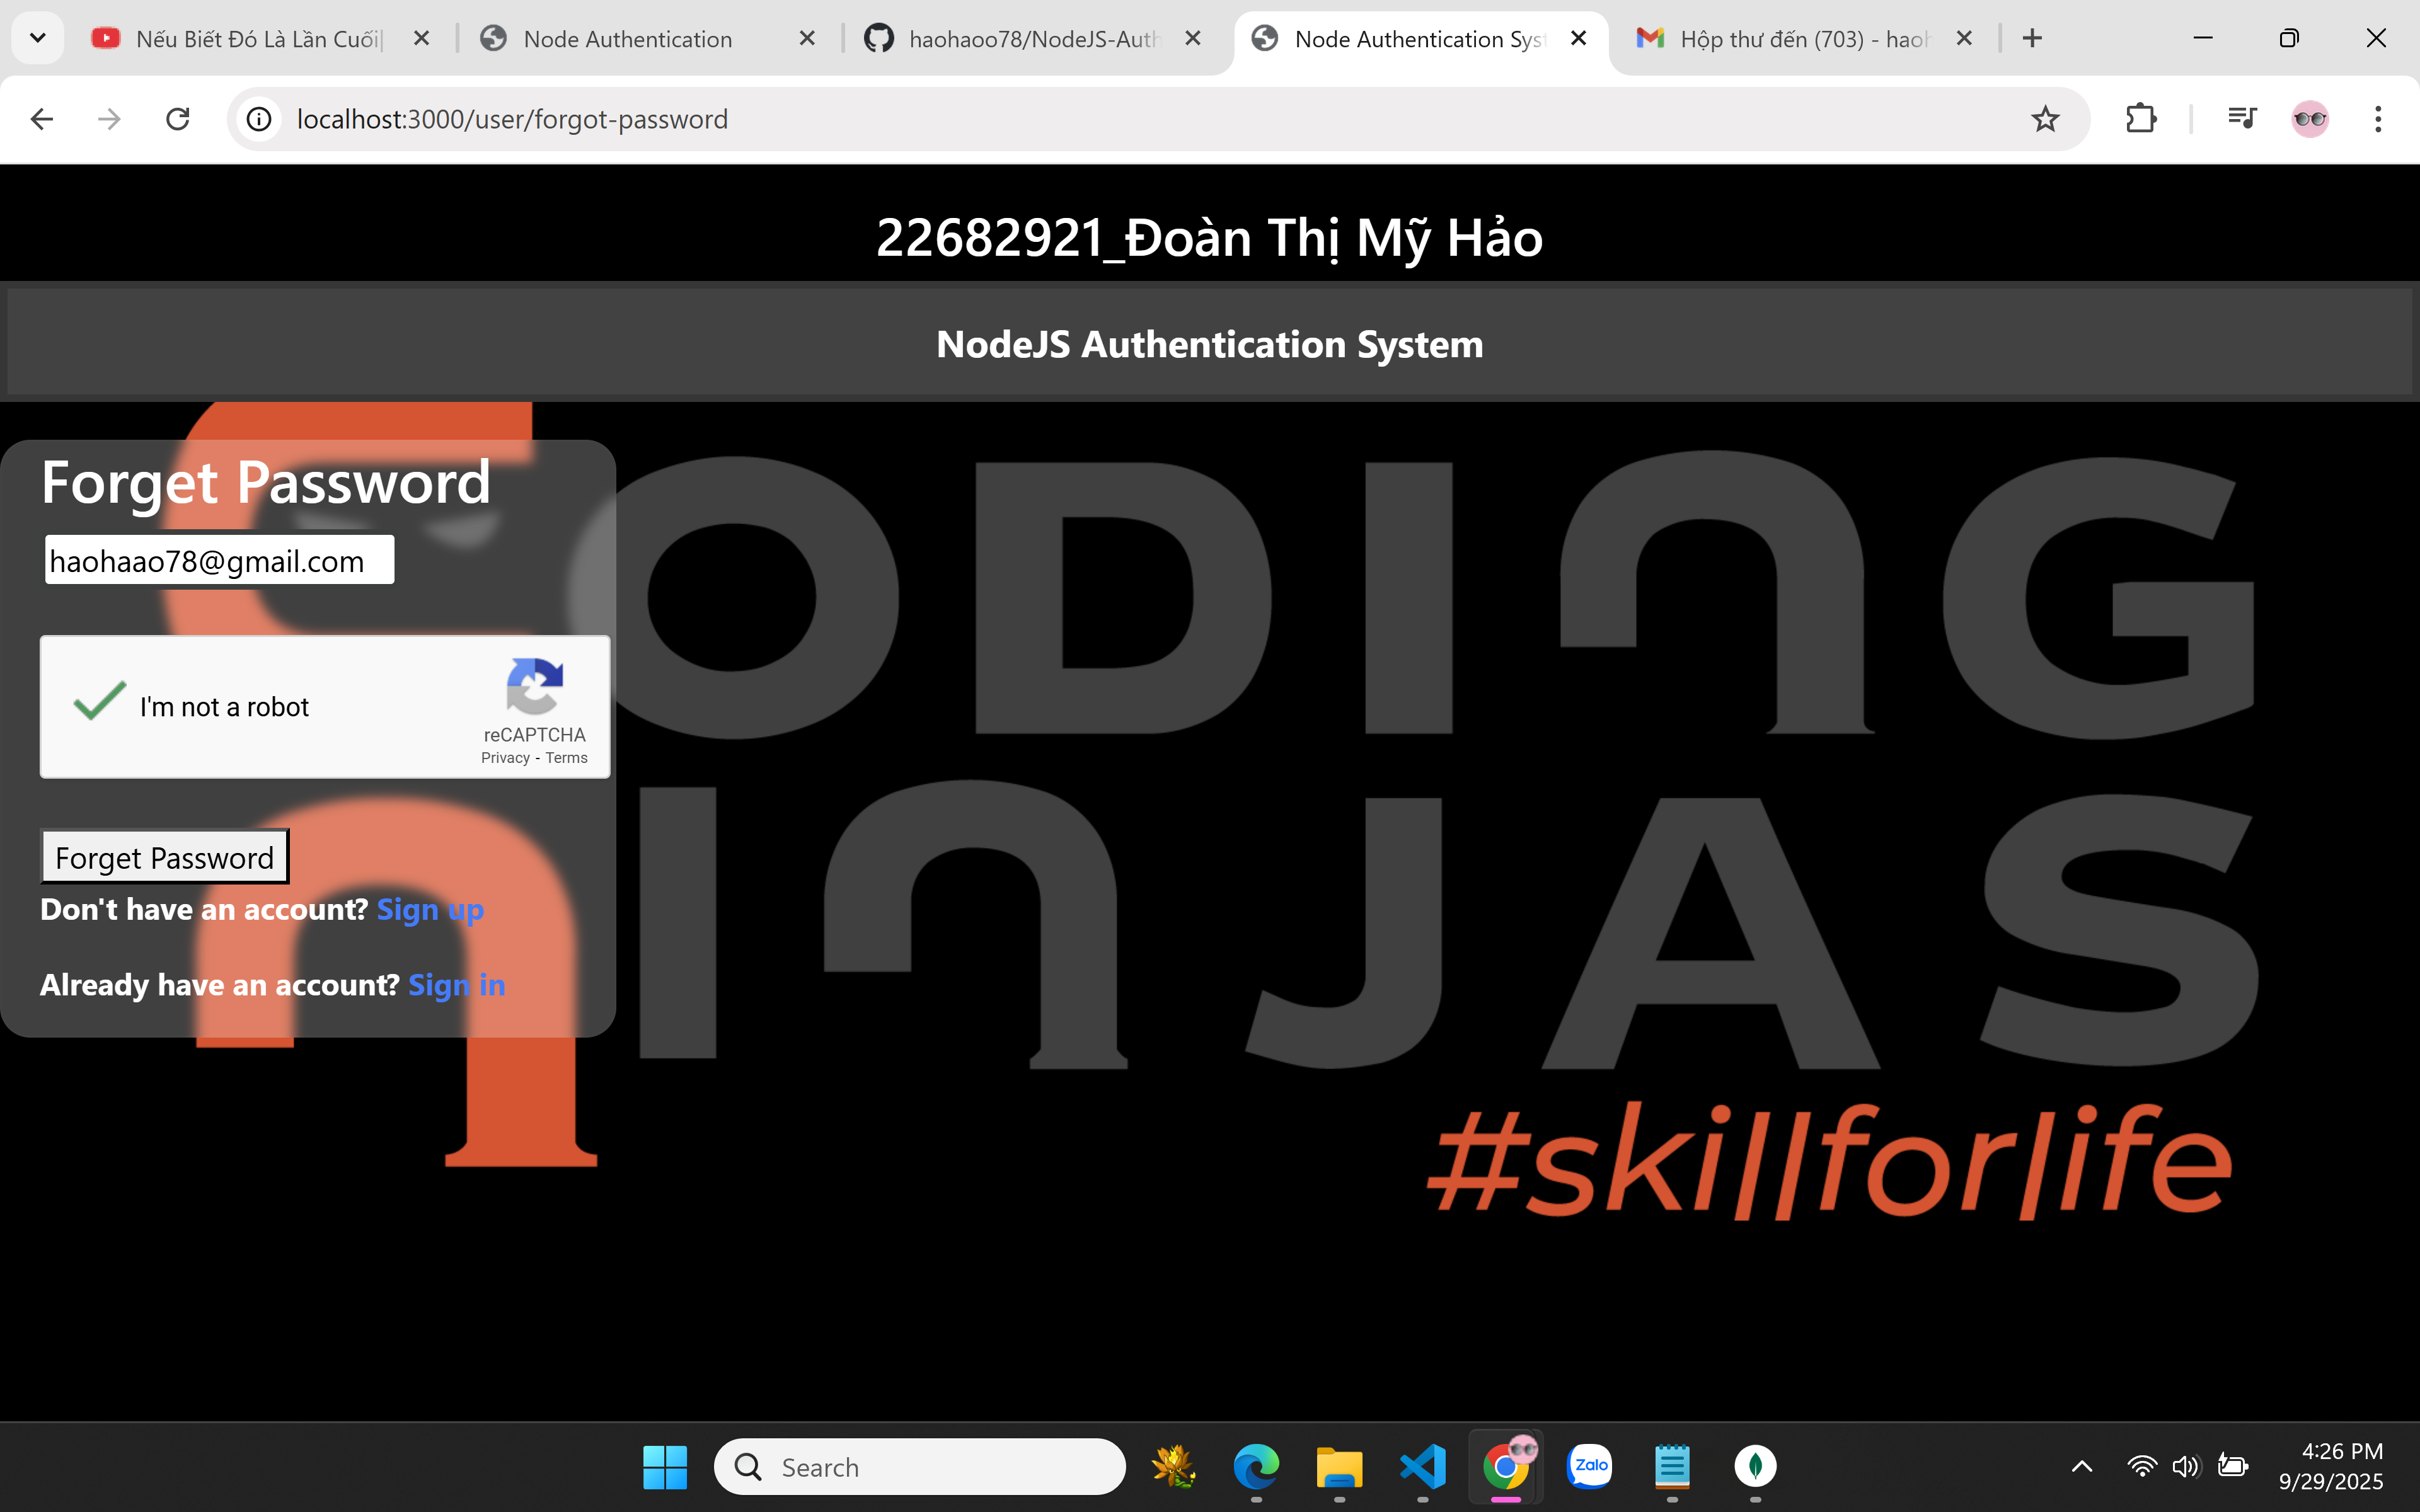 Nếu Biết Đó Là Lần Cuối
Node Authentication
haohaoo78/NodeJS-Auth
Node Authentication Syst
Hộp thư đến (703) - haoh
localhost:3000/user/forgot-password
22682921_Đoàn Thị Mỹ Hảo
NodeJS Authentication System
Forget Password
haohaao78@gmail.com
I'm not a robot
reCAPTCHA
Privacy - Terms
Forget Password
Don't have an account? Sign up
Already have an account? Sign in
CODING
NINJAS
#skillforlife
Search
Zalo
4:26 PM
9/29/2025